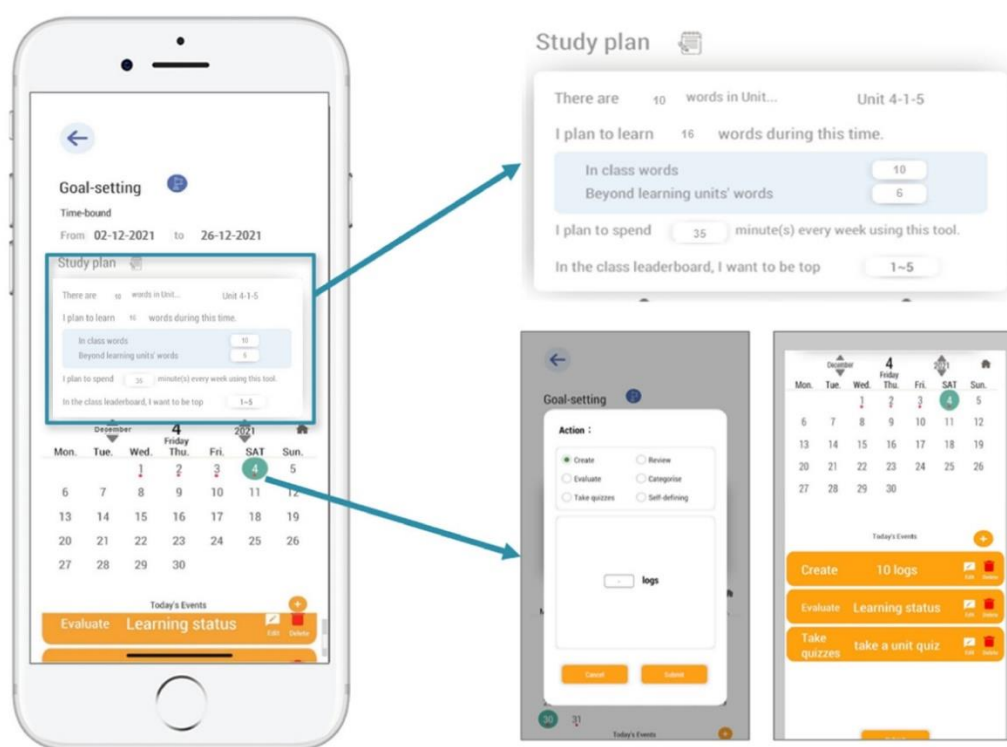 Goal-setting
Time-bound
From 02-12-2021 to 26-12-2021
Study plan
There are 10 words in Unit... Unit 4-1-5
I plan to learn 16 words during this time.
In class words 10
Beyond learning units' words 6
I plan to spend 35 minute(s) every week using this tool.
In the class leaderboard, I want to be top 1~5
December 4 2021
Friday
Mon. Tue. Wed. Thu. Fri. SAT Sun.
1 2 3 4 5
6 7 8 9 10 11 12
13 14 15 16 17 18 19
20 21 22 23 24 25 26
27 28 29 30
Today's Events
Evaluate Learning status Edit Delete
Study plan
There are 10 words in Unit... Unit 4-1-5
I plan to learn 16 words during this time.
In class words 10
Beyond learning units' words 6
I plan to spend 35 minute(s) every week using this tool.
In the class leaderboard, I want to be top 1~5
Goal-setting
Action :
Create Review
Evaluate Categorise
Take quizzes Self-defining
- logs
Cancel Submit
30 31
Today's Events
December 4 2021
Friday
Mon. Tue. Wed. Thu. Fri. SAT Sun.
1 2 3 4 5
6 7 8 9 10 11 12
13 14 15 16 17 18 19
20 21 22 23 24 25 26
27 28 29 30
Today's Events
Create 10 logs Edit Delete
Evaluate Learning status Edit Delete
Take quizzes take a unit quiz Edit Delete